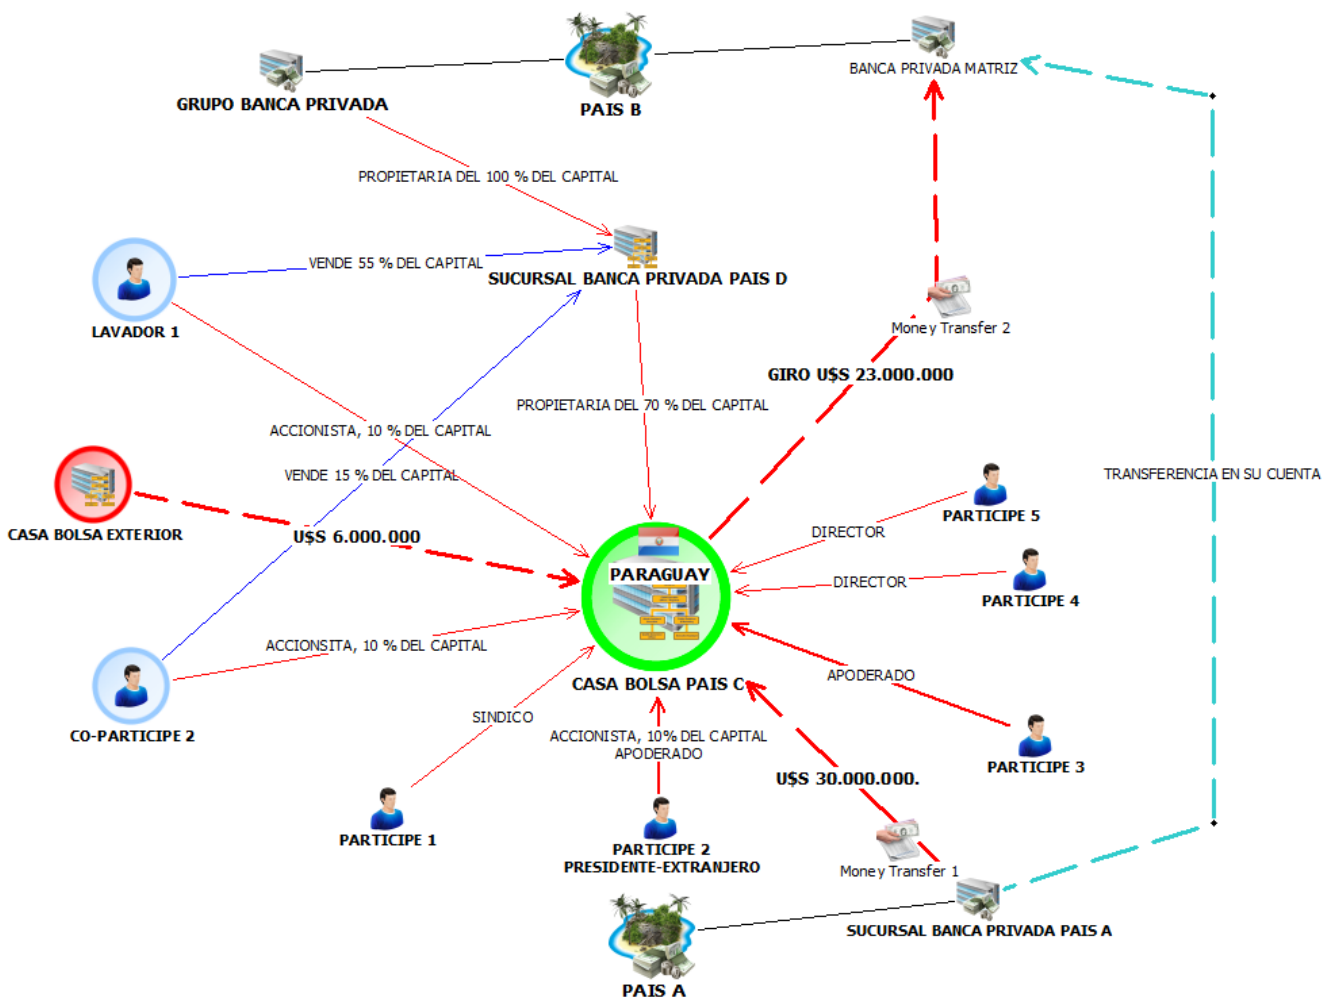 BANCA PRIVADA MATRIZ
GRUPO BANCA PRIVADA
PAIS B
PROPIETARIA DEL 100 % DEL CAPITAL
VENDE 55 % DEL CAPITAL
SUCURSAL BANCA PRIVADA PAIS D
LAVADOR 1
Money Transfer 2
GIRO U$S 23.000.000
PROPIETARIA DEL 70 % DEL CAPITAL
ACCIONISTA, 10 % DEL CAPITAL
VENDE 15 % DEL CAPITAL
TRANSFERENCIA EN SU CUENTA
PARTICIPE 5
CASA BOLSA EXTERIOR
U$S 6.000.000
DIRECTOR
PARAGUAY
DIRECTOR
PARTICIPE 4
ACCIONSITA, 10 % DEL CAPITAL
CASA BOLSA PAIS C
APODERADO
SINDICO
CO-PARTICIPE 2
ACCIONISTA, 10% DEL CAPITAL
APODERADO
PARTICIPE 3
U$S 30.000.000.
PARTICIPE 1
PARTICIPE 2
PRESIDENTE-EXTRANJERO
Money Transfer 1
SUCURSAL BANCA PRIVADA PAIS A
PAIS A